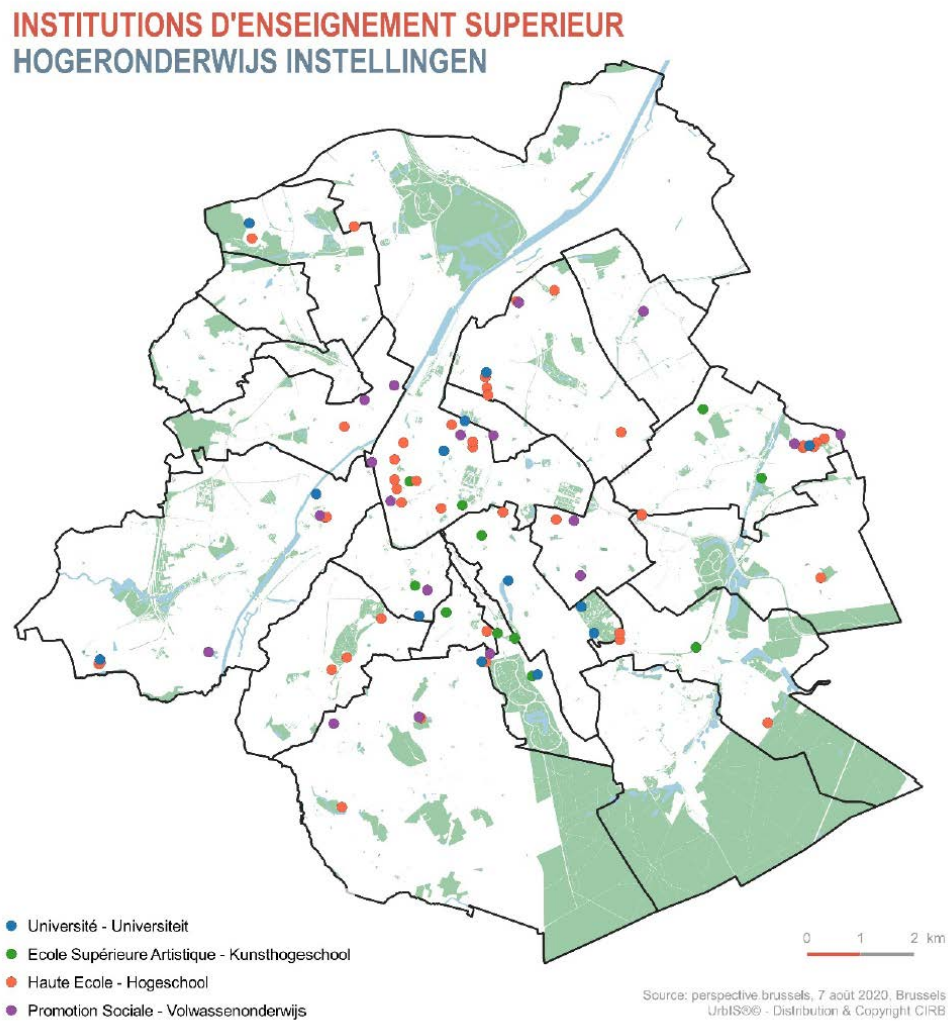 INSTITUTIONS D'ENSEIGNEMENT SUPERIEUR
HOGERONDERWIJS INSTELLINGEN
Université - Universiteit
Ecole Supérieure Artistique - Kunsthogeschool
Haute Ecole - Hogeschool
Promotion Sociale - Volwassenonderwijs
0 1 2 km
Source: perspective.brussels, 7 août 2020, Brussels
UrbIS®© - Distribution & Copyright CIRB